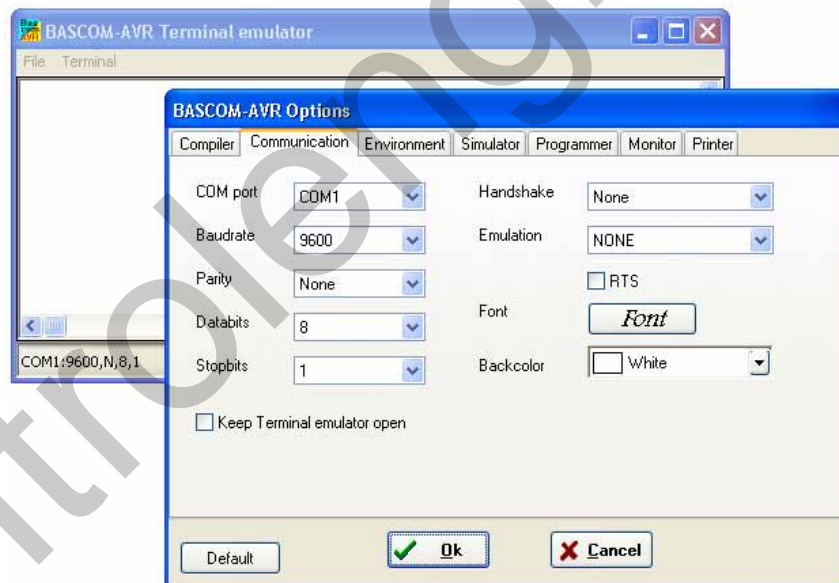 BASCOM-AVR Terminal emulator
File Terminal
BASCOM-AVR Options
Compiler Communication Environment Simulator Programmer Monitor Printer
COM port COM1 Handshake None
Baudrate 9600 Emulation NONE
Parity None RTS
Databits 8 Font Font
Stopbits 1 Backcolor White
COM1:9600,N,8,1
Keep Terminal emulator open
Default Ok Cancel
trolen